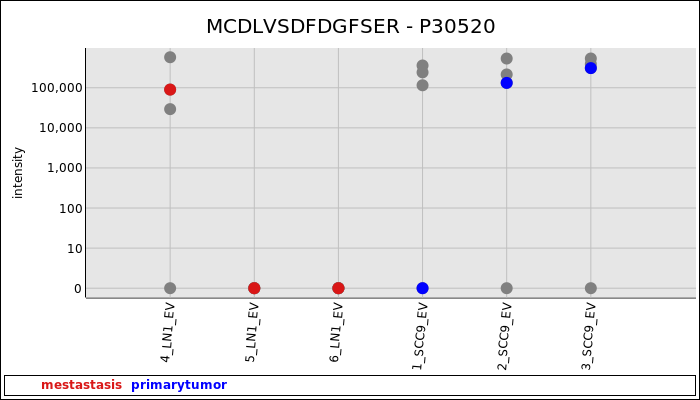 MCDLVSDFDGFSER - P30520
intensity
100,000
10,000
1,000
100
10
0
4_LN1_EV
5_LN1_EV
6_LN1_EV
1_SCC9_EV
2_SCC9_EV
3_SCC9_EV
mestastasis primarytumor